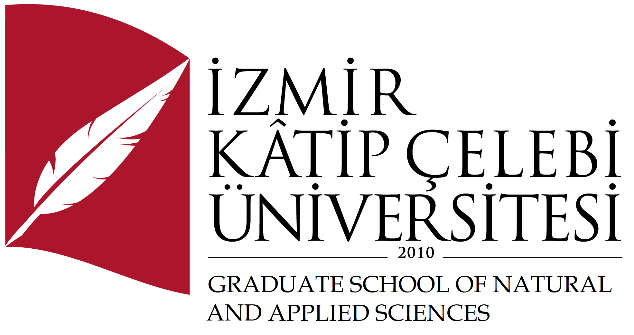 İZMİR
KÂTİP ÇELEBİ
ÜNİVERSİTESİ
2010
GRADUATE SCHOOL OF NATURAL
AND APPLIED SCIENCES